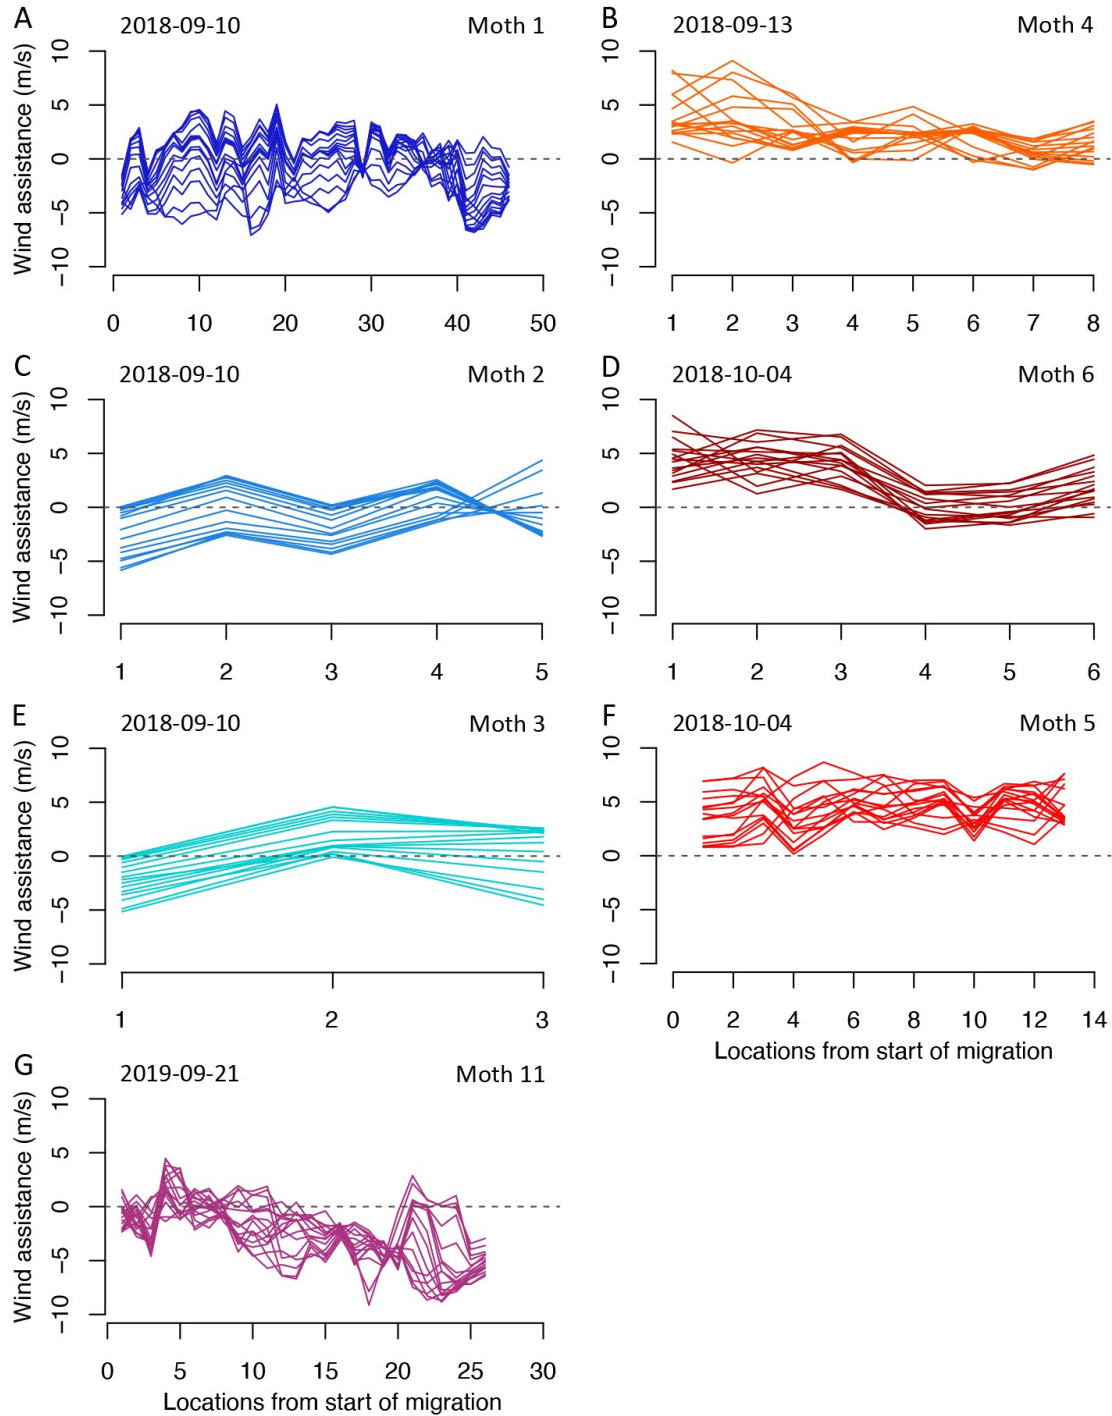 A 2018-09-10 Moth 1
Wind assistance (m/s)
10
5
0
−5
−10
0 10 20 30 40 50
B 2018-09-13 Moth 4
10
5
0
−5
−10
1 2 3 4 5 6 7 8
C 2018-09-10 Moth 2
Wind assistance (m/s)
10
5
0
−5
−10
1 2 3 4 5
D 2018-10-04 Moth 6
10
5
0
−5
−10
1 2 3 4 5 6
E 2018-09-10 Moth 3
Wind assistance (m/s)
10
5
0
−5
−10
1 2 3
F 2018-10-04 Moth 5
10
5
0
−5
−10
0 2 4 6 8 10 12 14
Locations from start of migration
G 2019-09-21 Moth 11
Wind assistance (m/s)
10
5
0
−5
−10
0 5 10 15 20 25 30
Locations from start of migration